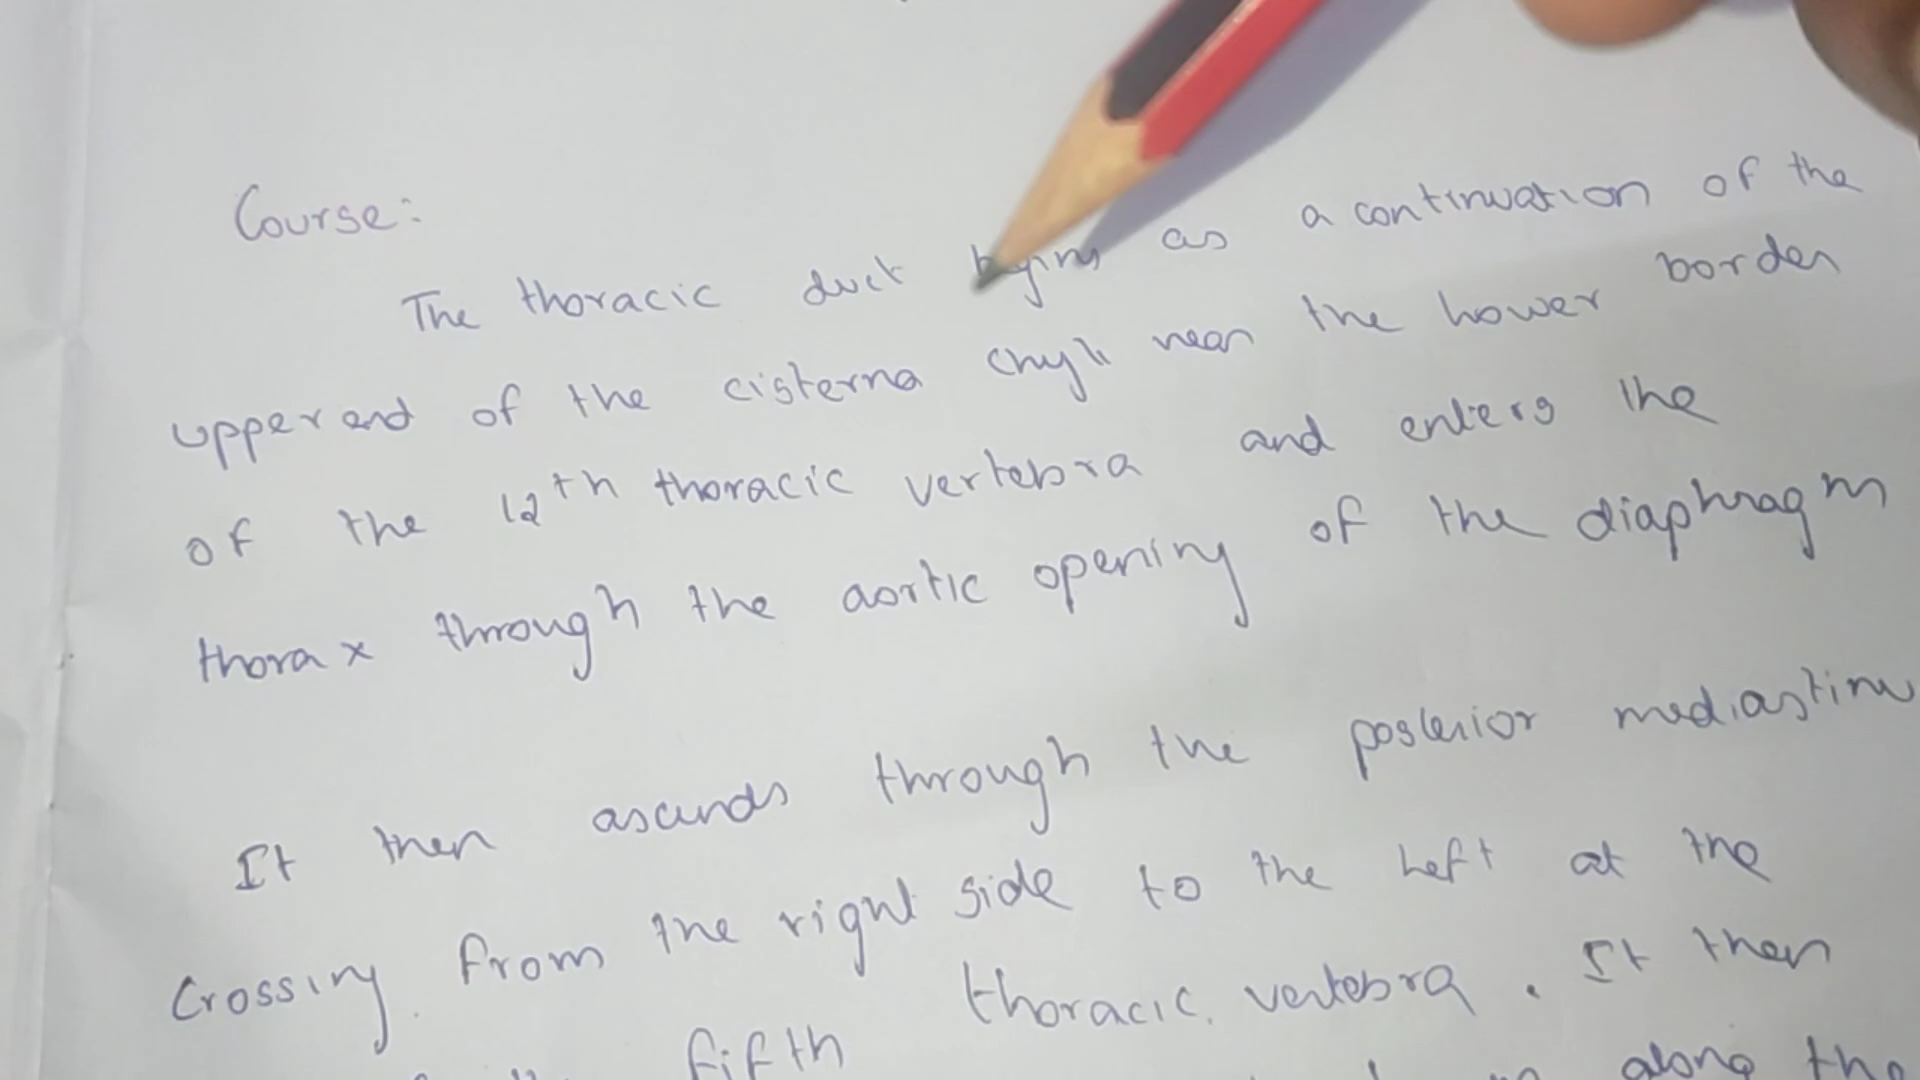 Course:
The thoracic duct begins as a continuation of the
upper end of the cisterna chyli near the lower border
of the 12th thoracic vertebra and enters the
thorax through the aortic opening of the diaphragm
It then ascends through the posterior mediastinu
crossing from the right side to the left at the
fifth thoracic vertebra. It then
along the